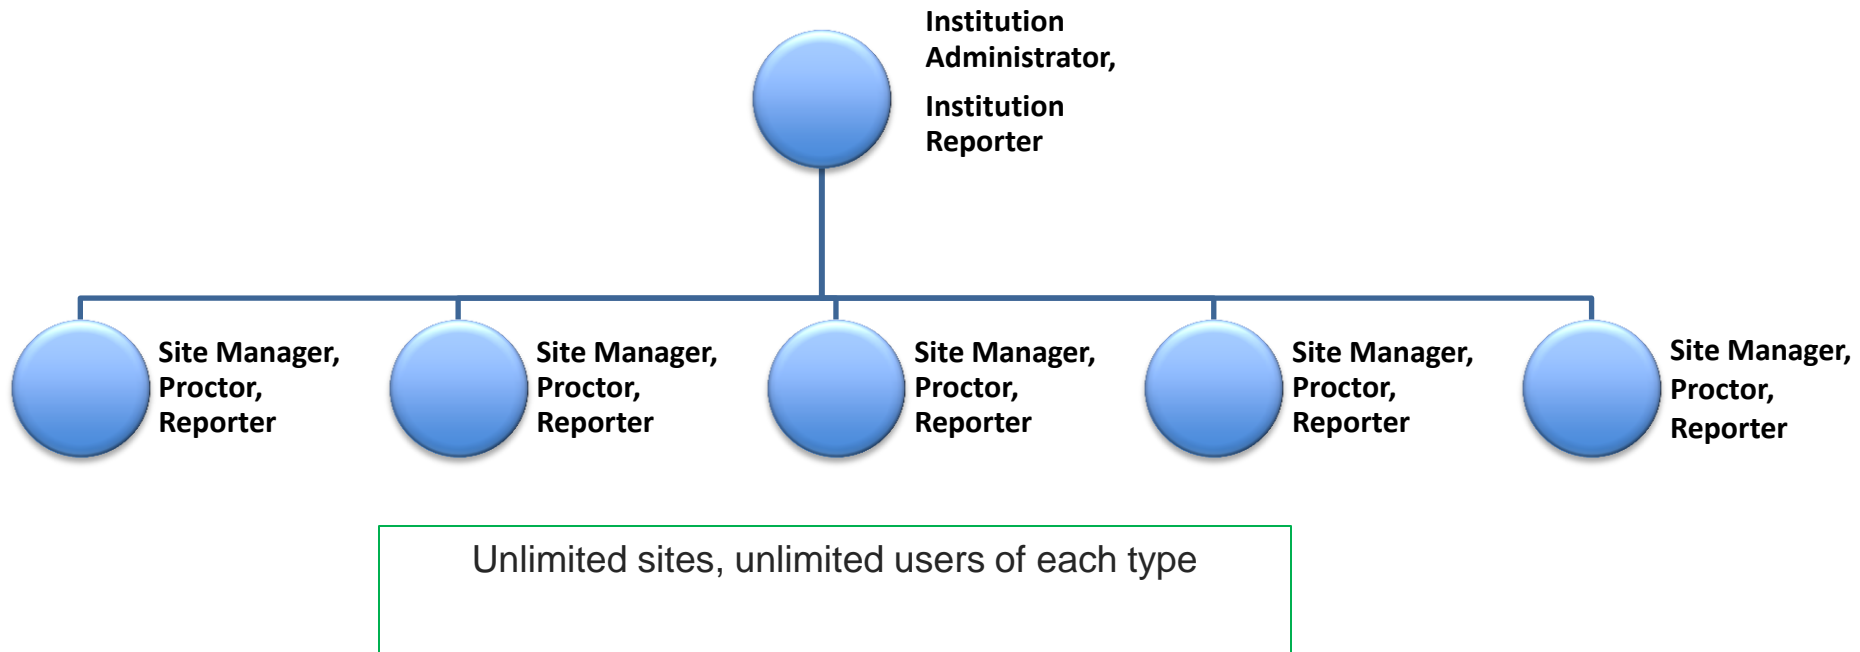 Institution
Administrator,
Institution
Reporter
Site Manager,
Proctor,
Reporter
Site Manager,
Proctor,
Reporter
Site Manager,
Proctor,
Reporter
Site Manager,
Proctor,
Reporter
Site Manager,
Proctor,
Reporter
Unlimited sites, unlimited users of each type